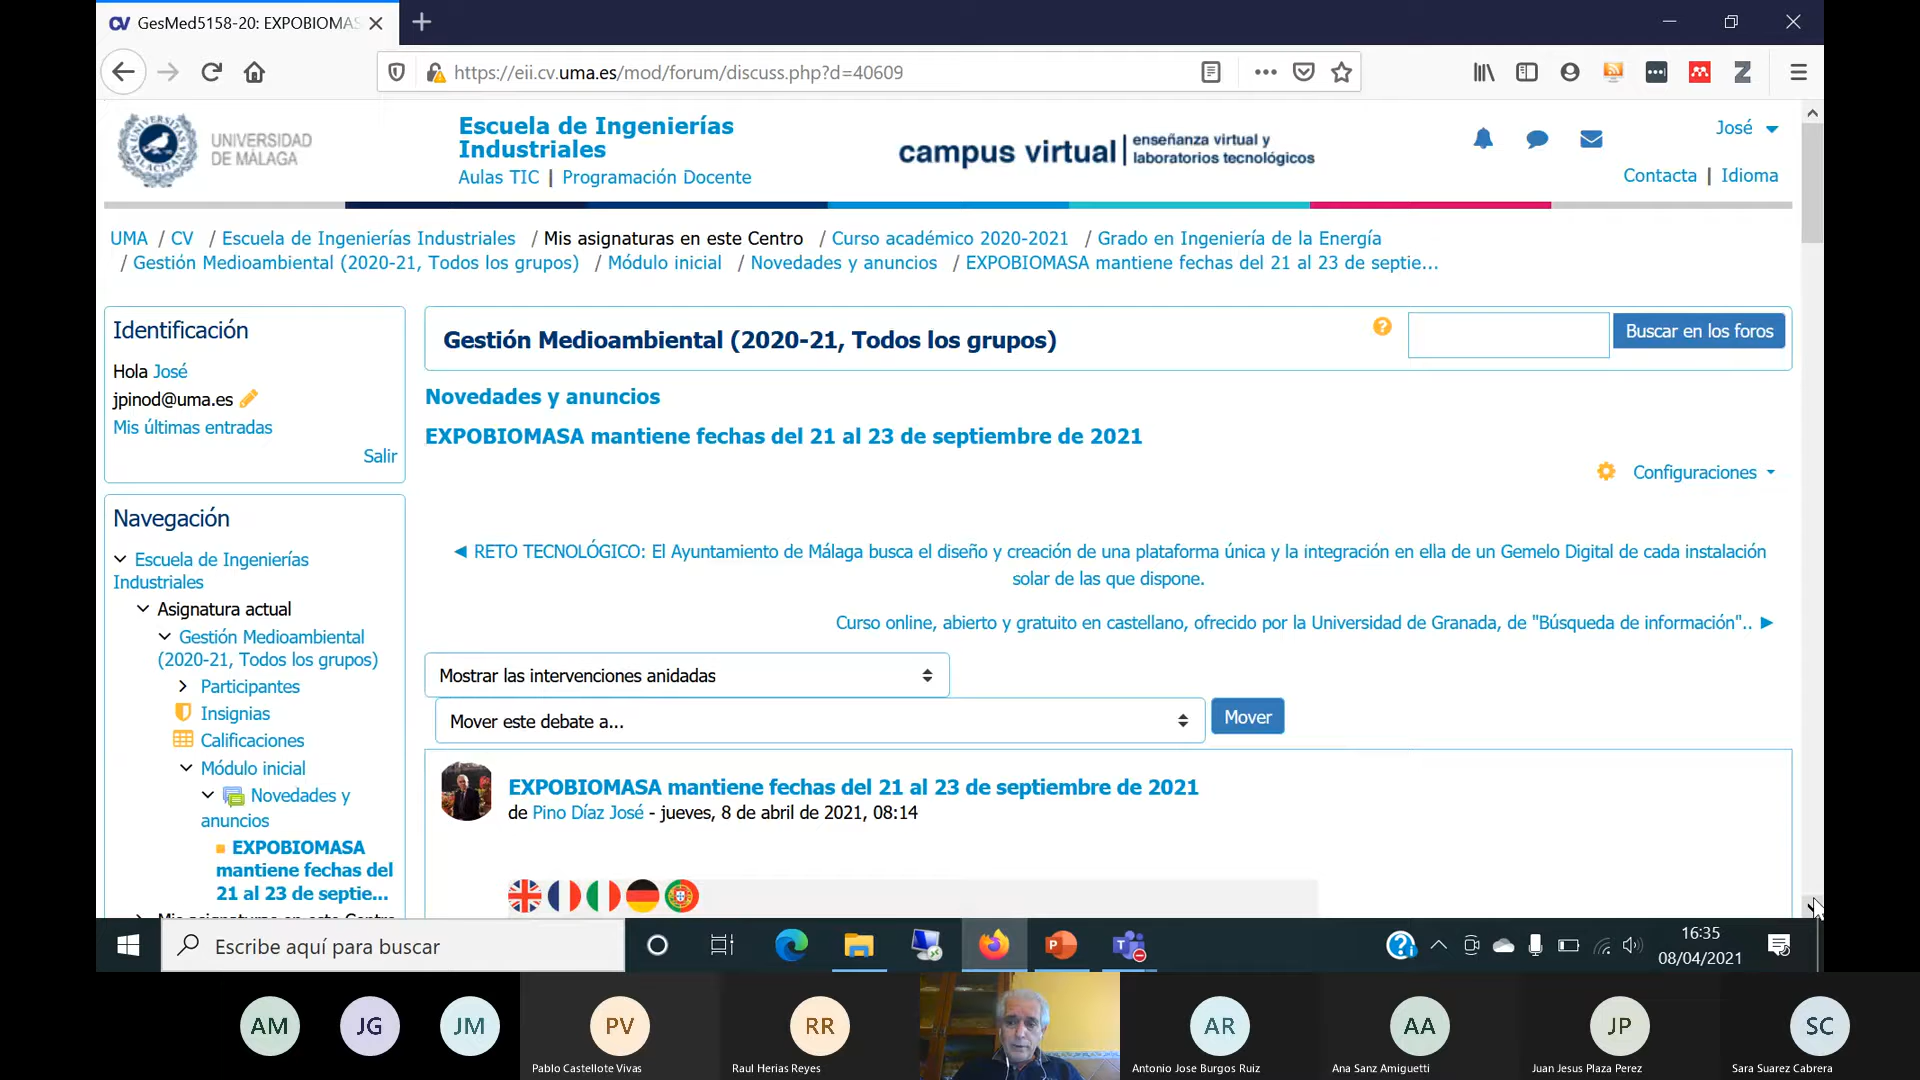 GesMed5158-20: EXPOBIOMAS
https://eii.cv.uma.es/mod/forum/discuss.php?d=40609
UNIVERSIDAD
DE MÁLAGA
Escuela de Ingenierías
Industriales
Aulas TIC | Programación Docente
campus virtual | enseñanza virtual y
laboratorios tecnológicos
José
Contacta | Idioma
UMA / CV / Escuela de Ingenierías Industriales / Mis asignaturas en este Centro / Curso académico 2020-2021 / Grado en Ingeniería de la Energía
/ Gestión Medioambiental (2020-21, Todos los grupos) / Módulo inicial / Novedades y anuncios / EXPOBIOMASA mantiene fechas del 21 al 23 de septie...
Identificación
Hola José
jpinod@uma.es
Mis últimas entradas
Salir
Navegación
Escuela de Ingenierías
Industriales
Asignatura actual
Gestión Medioambiental
(2020-21, Todos los grupos)
Participantes
Insignias
Calificaciones
Módulo inicial
Novedades y
anuncios
EXPOBIOMASA
mantiene fechas del
21 al 23 de septie...
Mis asignaturas en este Centro
Gestión Medioambiental (2020-21, Todos los grupos)
Buscar en los foros
Novedades y anuncios
EXPOBIOMASA mantiene fechas del 21 al 23 de septiembre de 2021
Configuraciones
◄ RETO TECNOLÓGICO: El Ayuntamiento de Málaga busca el diseño y creación de una plataforma única y la integración en ella de un Gemelo Digital de cada instalación
solar de las que dispone.
Curso online, abierto y gratuito en castellano, ofrecido por la Universidad de Granada, de "Búsqueda de información".. ►
Mostrar las intervenciones anidadas
Mover este debate a...
Mover
EXPOBIOMASA mantiene fechas del 21 al 23 de septiembre de 2021
de Pino Díaz José - jueves, 8 de abril de 2021, 08:14
Escribe aquí para buscar
16:35
08/04/2021
AM
JG
JM
PV
RR
AR
AA
JP
SC
Pablo Castellote Vivas
Raul Herias Reyes
Antonio Jose Burgos Ruiz
Ana Sanz Amiguetti
Juan Jesus Plaza Perez
Sara Suarez Cabrera